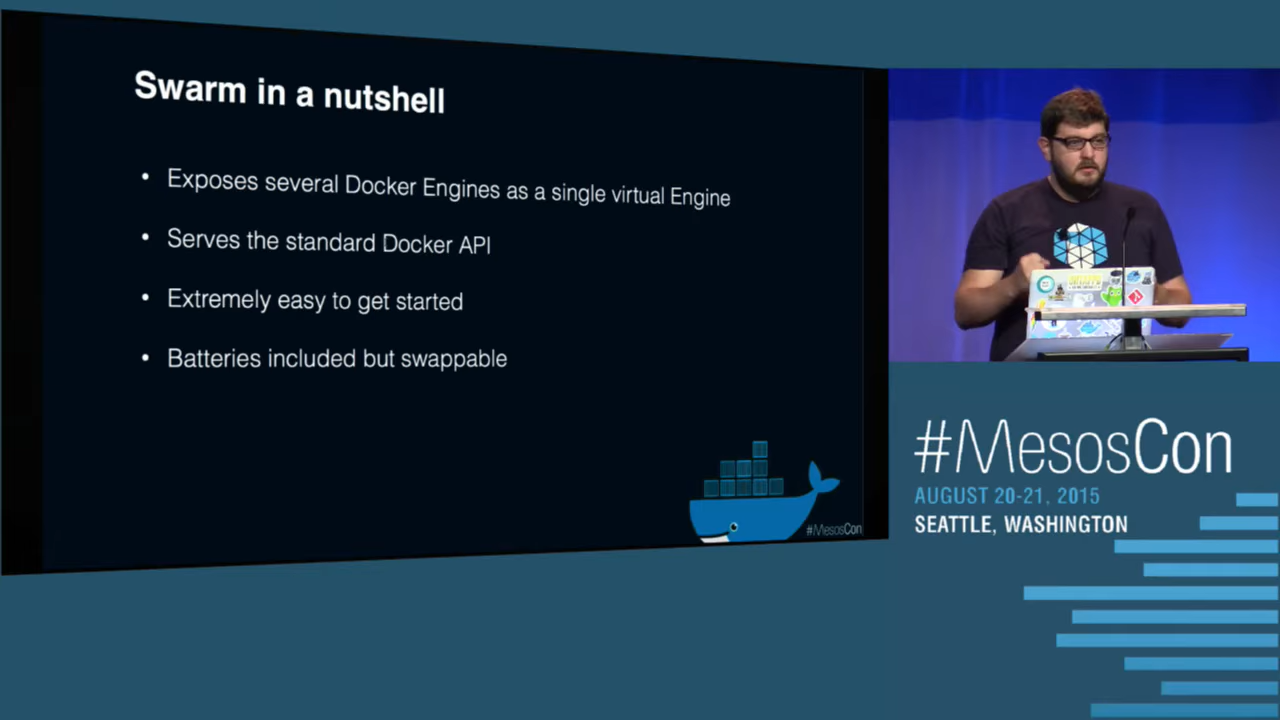 Swarm in a nutshell
• Exposes several Docker Engines as a single virtual Engine
• Serves the standard Docker API
• Extremely easy to get started
• Batteries included but swappable
#MesosCon
#MesosCon
AUGUST 20-21, 2015
SEATTLE, WASHINGTON